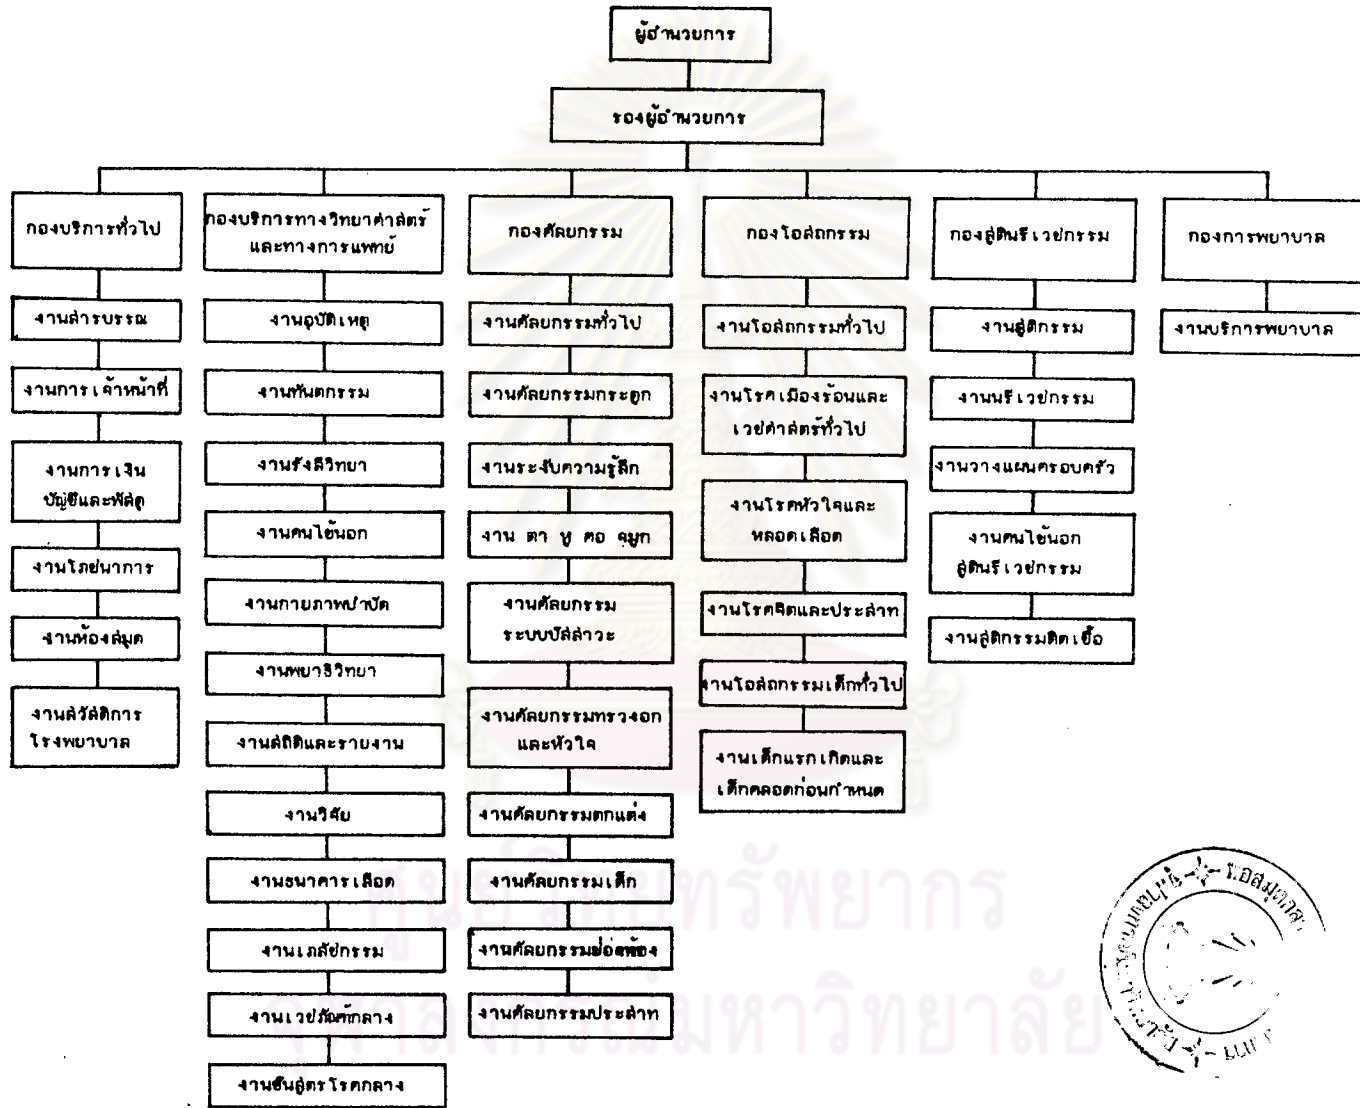 ผู้อำนวยการ
รองผู้อำนวยการ
กองบริการทั่วไป
งานสารบรรณ
งานการเจ้าหน้าที่
งานการเงิน
บัญชีและพัสดุ
งานโภชนาการ
งานห้องสมุด
งานสวัสดิการ
โรงพยาบาล
กองบริการทางวิทยาศาสตร์
และทางการแพทย์
งานอุบัติเหตุ
งานทันตกรรม
งานรังสีวิทยา
งานคนไข้นอก
งานกายภาพบำบัด
งานพยาธิวิทยา
งานสถิติและรายงาน
งานวิจัย
งานธนาคารเลือด
งานเภสัชกรรม
งานเวชภัณฑ์กลาง
งานชันสูตรโรคกลาง
กองศัลยกรรม
งานศัลยกรรมทั่วไป
งานศัลยกรรมกระดูก
งานระงับความรู้สึก
งาน ตา หู คอ จมูก
งานศัลยกรรม
ระบบปัสสาวะ
งานศัลยกรรมทรวงอก
และหัวใจ
งานศัลยกรรมตกแต่ง
งานศัลยกรรมเด็ก
งานศัลยกรรมช่องท้อง
งานศัลยกรรมประสาท
กองโอสถกรรม
งานโอสถกรรมทั่วไป
งานโรคเมืองร้อนและ
เวชศาสตร์ทั่วไป
งานโรคหัวใจและ
หลอดเลือด
งานโรคจิตและประสาท
งานโอสถกรรมเด็กทั่วไป
งานเด็กแรกเกิดและ
เด็กคลอดก่อนกำหนด
กองสูตินรีเวชกรรม
งานสูติกรรม
งานนรีเวชกรรม
งานวางแผนครอบครัว
งานคนไข้นอก
สูตินรีเวชกรรม
งานสูติกรรมติดเชื้อ
กองการพยาบาล
งานบริการพยาบาล
ศูนย์วิทยทรัพยากร
จุฬาลงกรณ์มหาวิทยาลัย